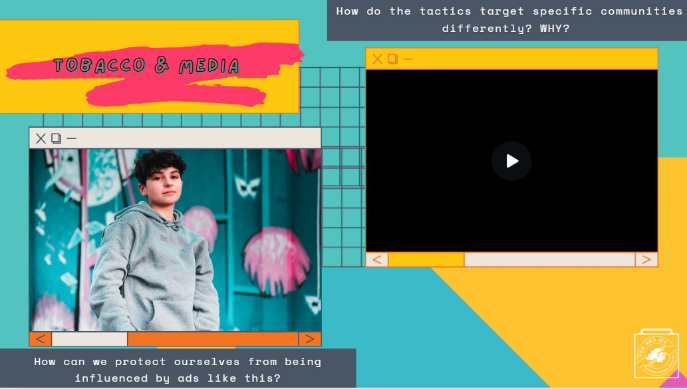 How do the tactics target specific communities
differently? WHY?
TOBACCO & MEDIA
How can we protect ourselves from being
influenced by ads like this?